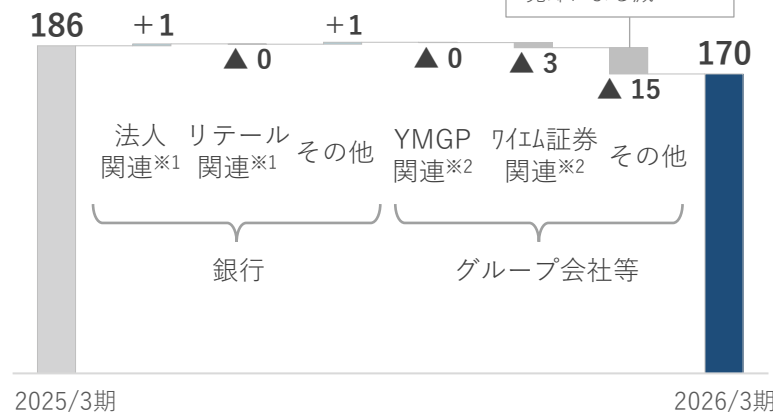 186
+1
▲ 0
+1
▲ 0
▲ 3
▲ 15
170
法人
関連※1
リテール
関連※1
その他
YMGP
関連※2
ﾜｲｴﾑ証券
関連※2
その他
銀行
グループ会社等
2025/3期
2026/3期